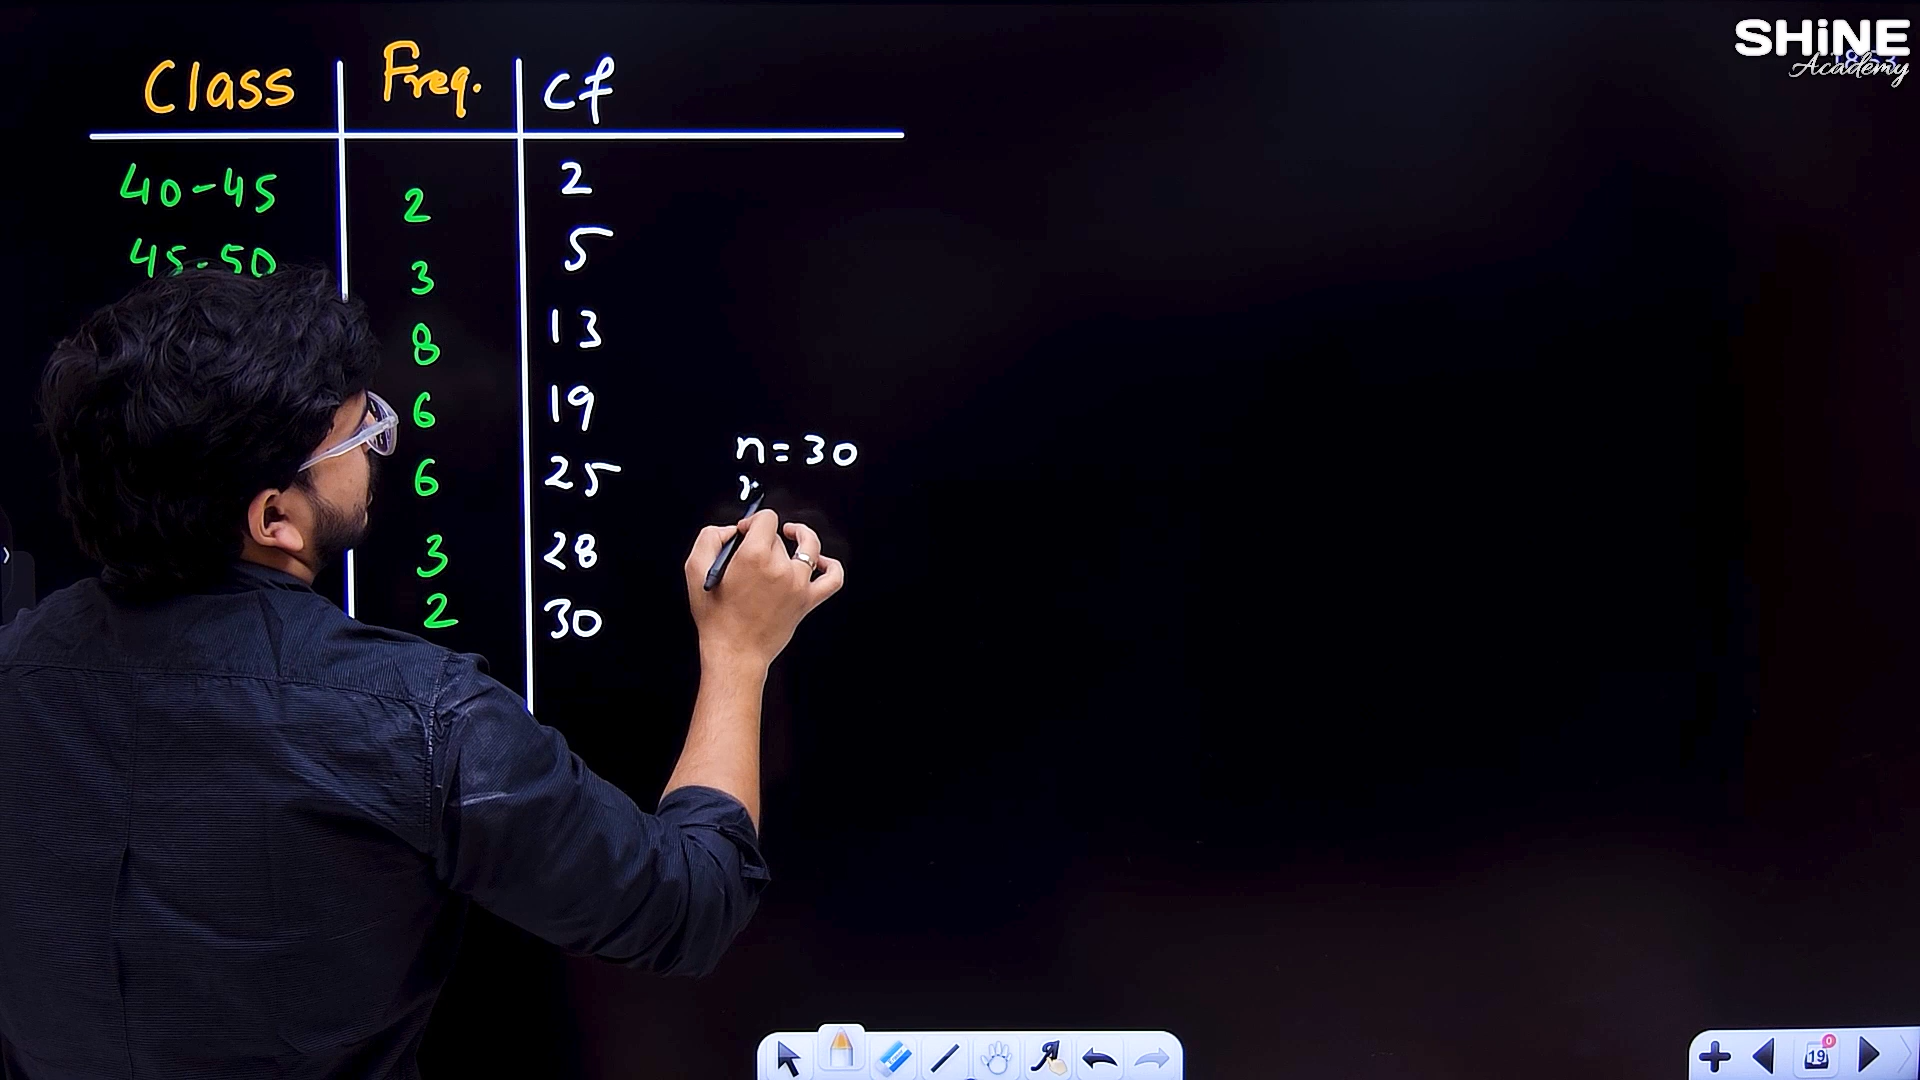 SHiNE
Academy
Class Freq. cf
40-45 2 2
45-50 3 5
8 13
6 19
6 25
3 28
2 30
n = 30
19